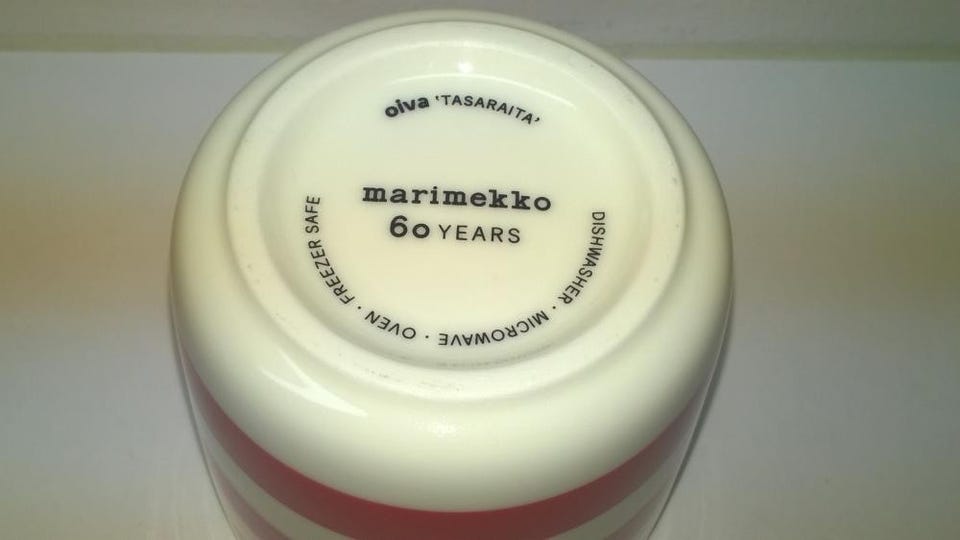 oiva 'TASARAITA'
marimekko
60 YEARS
DISHWASHER · MICROWAVE · OVEN · FREEZER SAFE